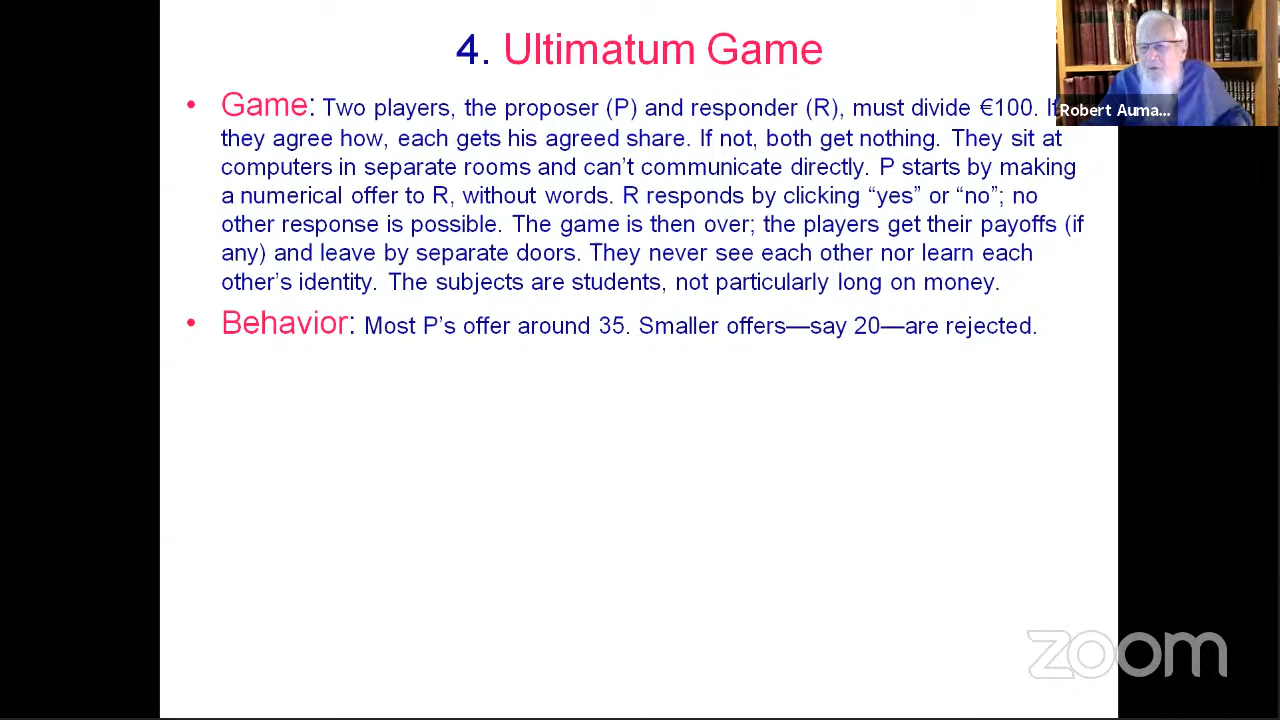 4. Ultimatum Game
• Game: Two players, the proposer (P) and responder (R), must divide €100. If
they agree how, each gets his agreed share. If not, both get nothing. They sit at
computers in separate rooms and can't communicate directly. P starts by making
a numerical offer to R, without words. R responds by clicking “yes” or “no”; no
other response is possible. The game is then over; the players get their payoffs (if
any) and leave by separate doors. They never see each other nor learn each
other's identity. The subjects are students, not particularly long on money.
• Behavior: Most P's offer around 35. Smaller offers—say 20—are rejected.
Robert Auma...
zoom